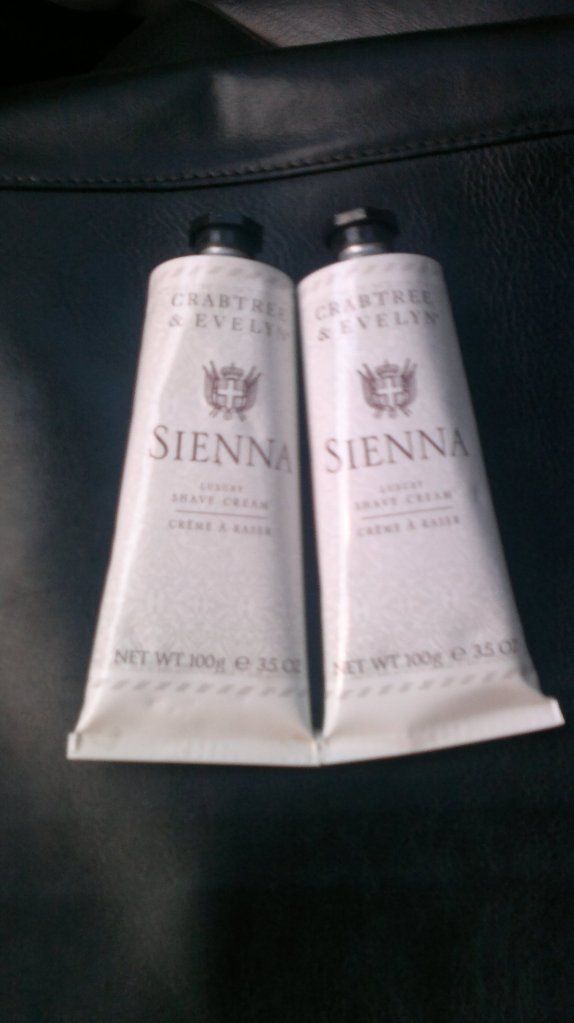 CRABTREE
& EVELYN®
SIENNA
LUXURY
SHAVE CREAM
CRÈME À RASER
NET WT. 100g e 3.5 OZ
CRABTREE
& EVELYN®
SIENNA
LUXURY
SHAVE CREAM
CRÈME À RASER
NET WT. 100g e 3.5 OZ